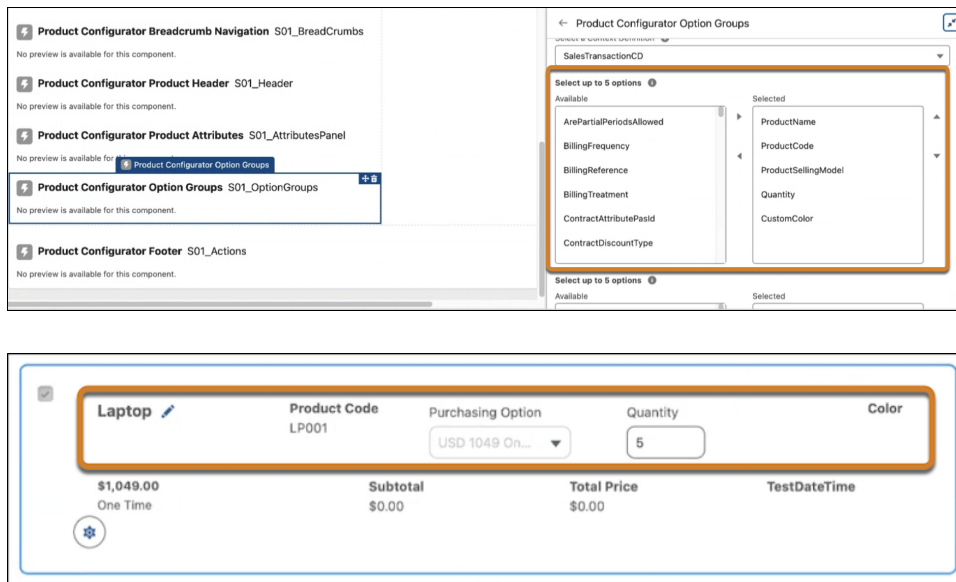 Product Configurator Breadcrumb Navigation S01_BreadCrumbs
No preview is available for this component.
Product Configurator Product Header S01_Header
No preview is available for this component.
Product Configurator Product Attributes S01_AttributesPanel
No preview is available for
Product Configurator Option Groups
Product Configurator Option Groups S01_OptionGroups
No preview is available for this component.
Product Configurator Footer S01_Actions
No preview is available for this component.
Product Configurator Option Groups
Select a Context Definition
SalesTransactionCD
Select up to 5 options
Available Selected
ArePartialPeriodsAllowed ProductName
BillingFrequency ProductCode
BillingReference ProductSellingModel
BillingTreatment Quantity
ContractAttributePasId CustomColor
ContractDiscountType
Select up to 5 options
Available Selected
Laptop Product Code Purchasing Option Quantity Color
LP001 USD 1049 On... 5
$1,049.00 Subtotal Total Price TestDateTime
One Time $0.00 $0.00